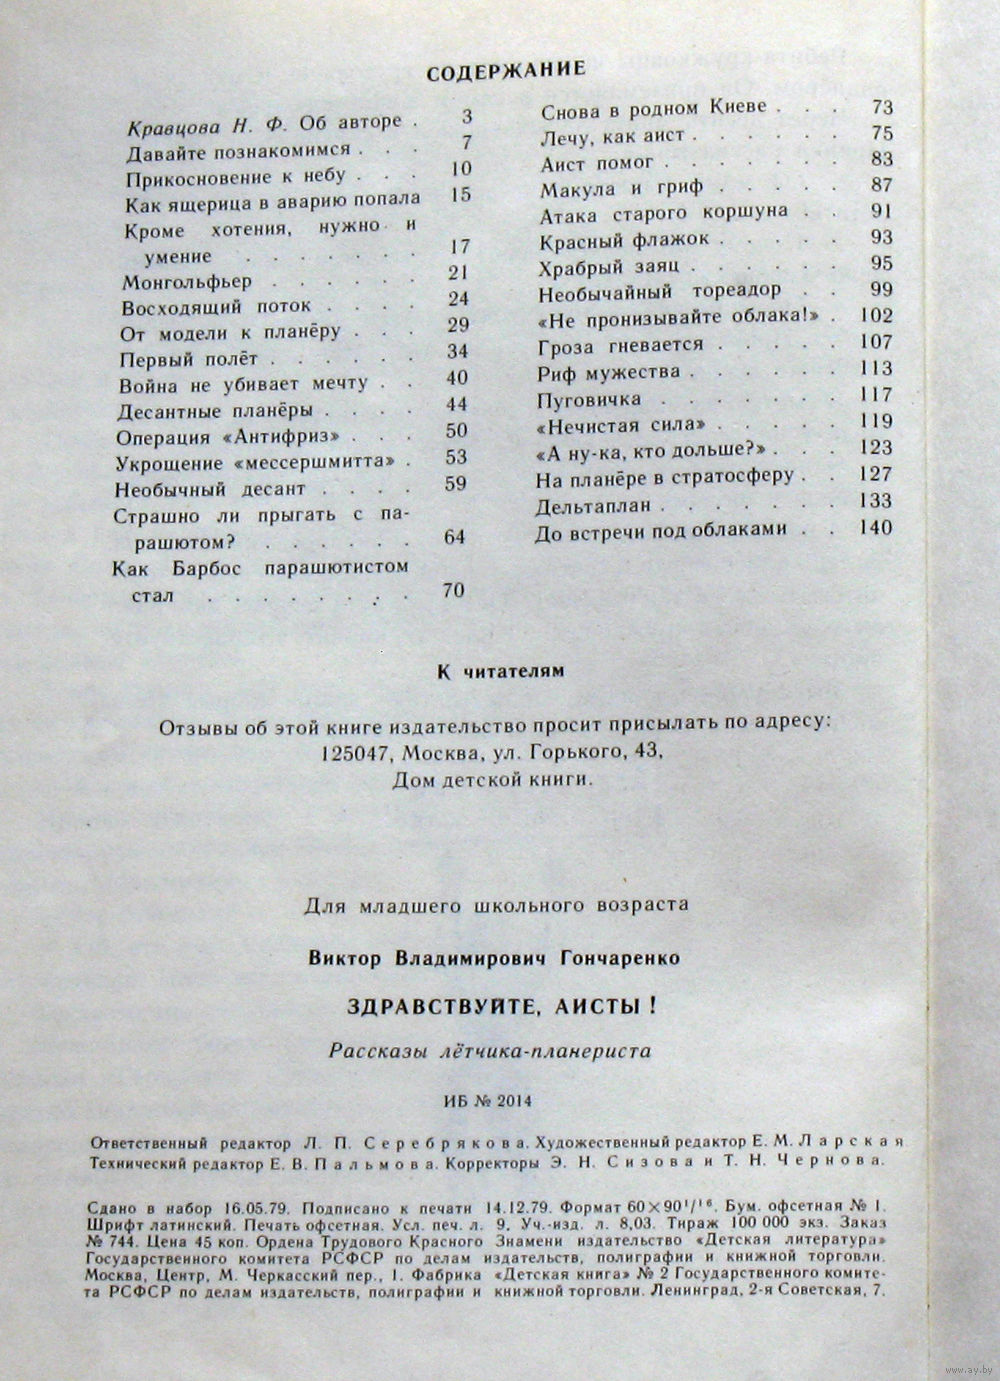 СОДЕРЖАНИЕ
Кравцова Н. Ф. Об авторе . 3
Давайте познакомимся . . . 7
Прикосновение к небу . . . 10
Как ящерица в аварию попала 15
Кроме хотения, нужно и
умение . . . . . . . 17
Монгольфьер . . . . . . 21
Восходящий поток . . . . 24
От модели к планёру . . . 29
Первый полёт . . . . . . 34
Война не убивает мечту . . 40
Десантные планёры . . . . 44
Операция «Антифриз» . . . 50
Укрощение «мессершмитта» . 53
Необычный десант . . . . 59
Страшно ли прыгать с па-
рашютом? . . . . . . 64
Как Барбос парашютистом
стал . . . . . . . . 70
Снова в родном Киеве . . . 73
Лечу, как аист . . . . . . 75
Аист помог . . . . . . . 83
Макула и гриф . . . . . 87
Атака старого коршуна . . 91
Красный флажок . . . . . 93
Храбрый заяц . . . . . . 95
Необычайный тореадор . . 99
«Не пронизывайте облака!» . 102
Гроза гневается . . . . . 107
Риф мужества . . . . . . 113
Пуговичка . . . . . . . 117
«Нечистая сила» . . . . . 119
«А ну-ка, кто дольше?» . . . 123
На планёре в стратосферу . . 127
Дельтаплан . . . . . . . 133
До встречи под облаками . . 140
К читателям
Отзывы об этой книге издательство просит присылать по адресу:
125047, Москва, ул. Горького, 43,
Дом детской книги.
Для младшего школьного возраста
Виктор Владимирович Гончаренко
ЗДРАВСТВУЙТЕ, АИСТЫ!
Рассказы лётчика-планериста
ИБ № 2014
Ответственный редактор Л. П. Серебрякова. Художественный редактор Е. М. Ларская
Технический редактор Е. В. Пальмова. Корректоры Э. Н. Сизова и Т. Н. Чернова.
Сдано в набор 16.05.79. Подписано к печати 14.12.79. Формат 60×90¹/¹⁶. Бум. офсетная № 1.
Шрифт латинский. Печать офсетная. Усл. печ. л. 9. Уч.-изд. л. 8,03. Тираж 100 000 экз. Заказ
№ 744. Цена 45 коп. Ордена Трудового Красного Знамени издательство «Детская литература»
Государственного комитета РСФСР по делам издательств, полиграфии и книжной торговли.
Москва, Центр, М. Черкасский пер., 1. Фабрика «Детская книга» № 2 Государственного комите-
та РСФСР по делам издательств, полиграфии и книжной торговли. Ленинград, 2-я Советская, 7.
www.ay.by